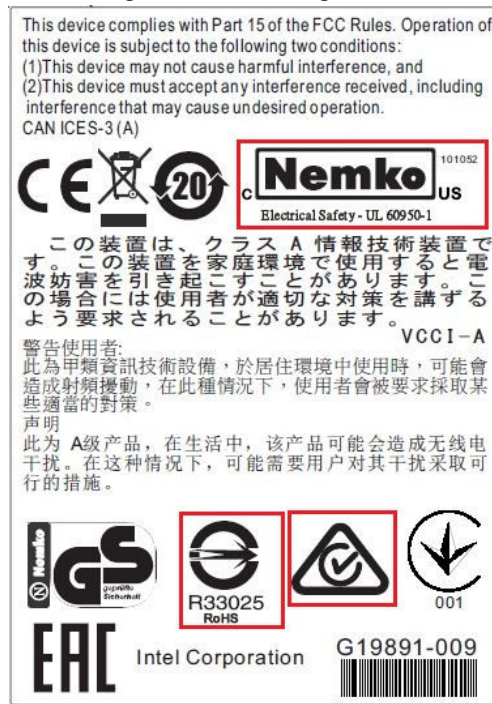 This device complies with Part 15 of the FCC Rules. Operation of
this device is subject to the following two conditions:
(1)This device may not cause harmful interference, and
(2)This device must accept any interference received, including
interference that may cause undesired operation.
CAN ICES-3 (A)
CE 20 C Nemko US 101052
Electrical Safety - UL 60950-1
この装置は、クラス A 情報技術装置で
す。この装置を家庭環境で使用すると電
波妨害を引き起こすことがあります。こ
の場合には使用者が適切な対策を講ずる
よう要求されることがあります。
VCCI-A
警告使用者:
此為甲類資訊技術設備，於居住環境中使用時，可能會
造成射頻擾動，在此種情況下，使用者會被要求採取某
些適當的對策。
声明
此为 A级产品，在生活中，该产品可能会造成无线电
干扰。在这种情况下，可能需要用户对其干扰采取可
行的措施。
N Nemko GS geprüfte Sicherheit
R33025
RoHS
001
EAC Intel Corporation G19891-009